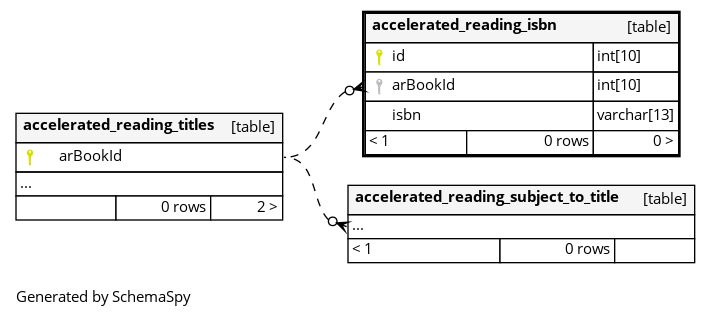 accelerated_reading_isbn [table]
id int[10]
arBookId int[10]
isbn varchar[13]
< 1 0 rows 0 >
accelerated_reading_titles [table]
arBookId
...
0 rows 2 >
accelerated_reading_subject_to_title [table]
...
< 1 0 rows
Generated by SchemaSpy